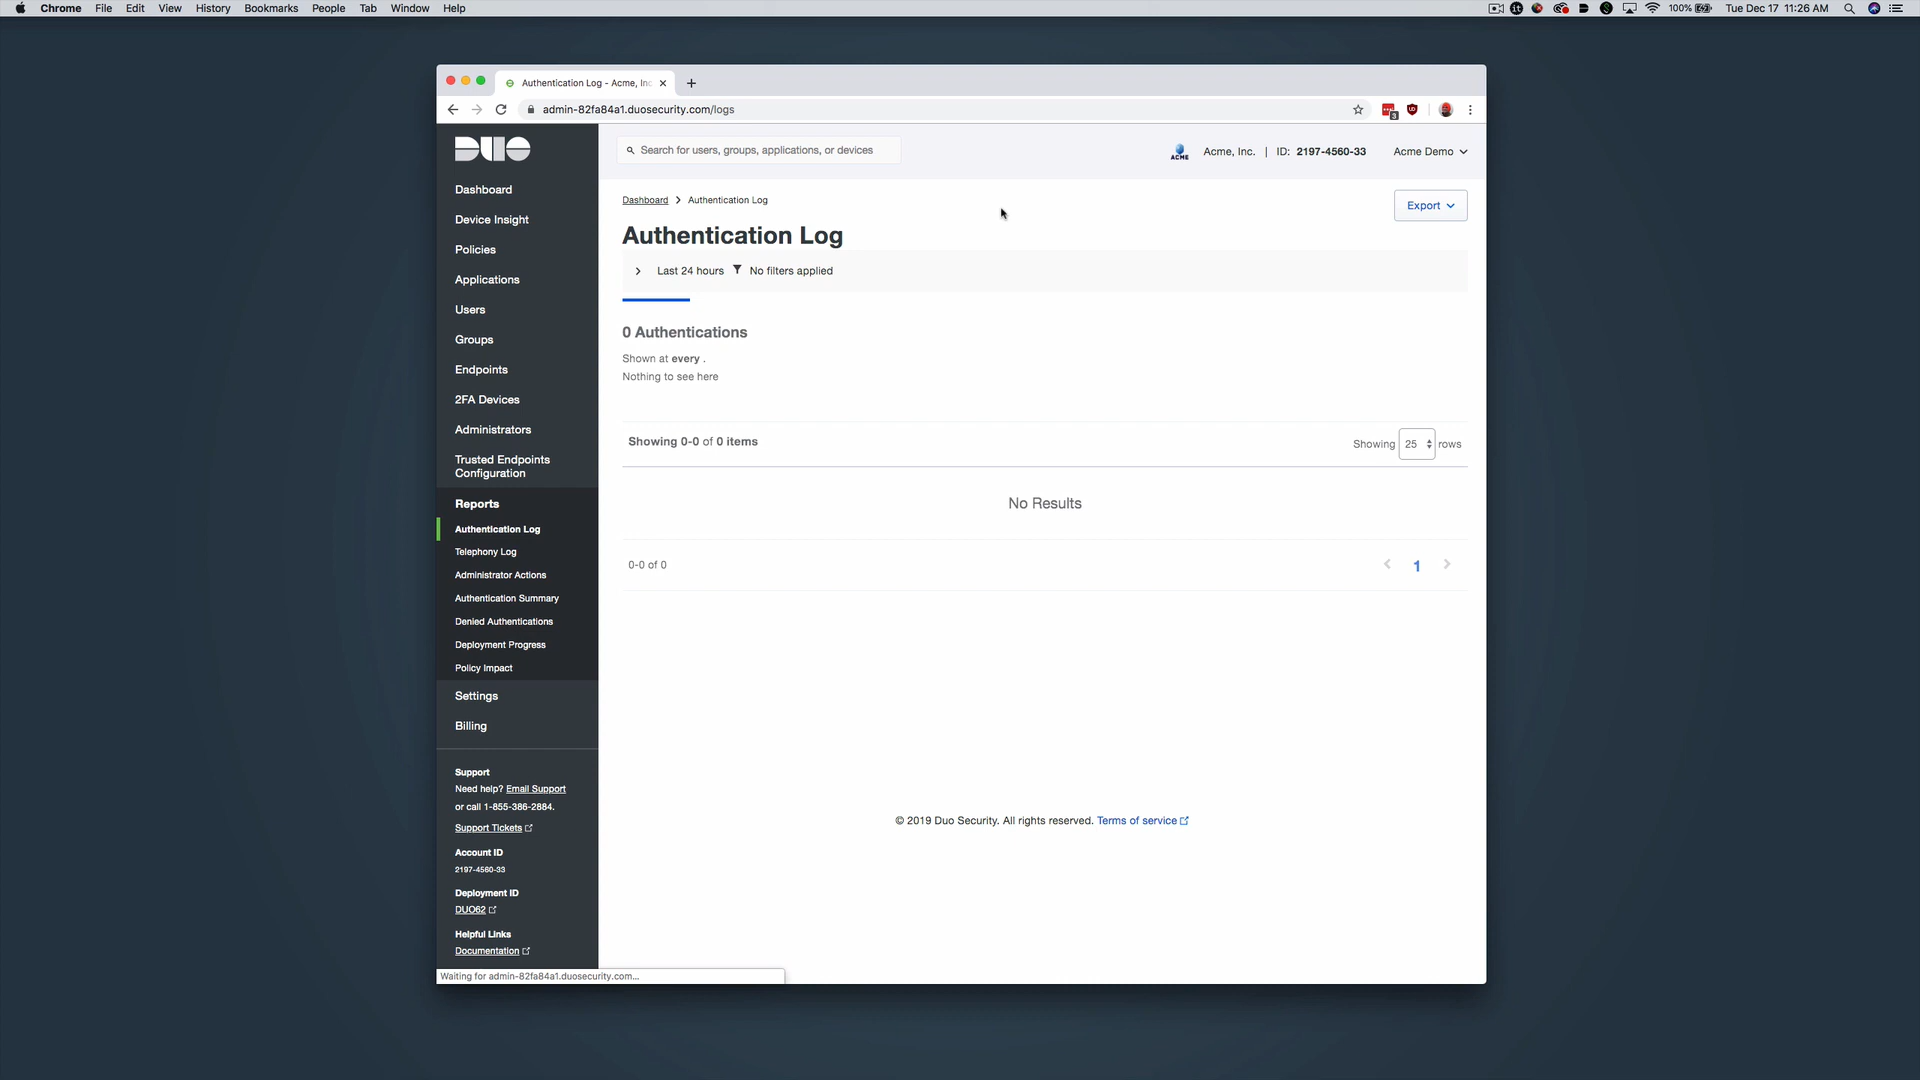 Chrome File Edit View History Bookmarks People Tab Window Help
100% Tue Dec 17 11:26 AM
Authentication Log - Acme, Inc
admin-82fa84a1.duosecurity.com/logs
3
DUO
Search for users, groups, applications, or devices
ACME
Acme, Inc. | ID: 2197-4560-33
Acme Demo
Dashboard
Device Insight
Policies
Applications
Users
Groups
Endpoints
2FA Devices
Administrators
Trusted Endpoints
Configuration
Reports
Authentication Log
Telephony Log
Administrator Actions
Authentication Summary
Denied Authentications
Deployment Progress
Policy Impact
Settings
Billing
Support
Need help? Email Support
or call 1-855-386-2884.
Support Tickets
Account ID
2197-4560-33
Deployment ID
DUO62
Helpful Links
Documentation
Dashboard > Authentication Log
Export
Authentication Log
Last 24 hours No filters applied
0 Authentications
Shown at every .
Nothing to see here
Showing 0-0 of 0 items
Showing 25 rows
No Results
0-0 of 0
1
© 2019 Duo Security. All rights reserved. Terms of service
Waiting for admin-82fa84a1.duosecurity.com...